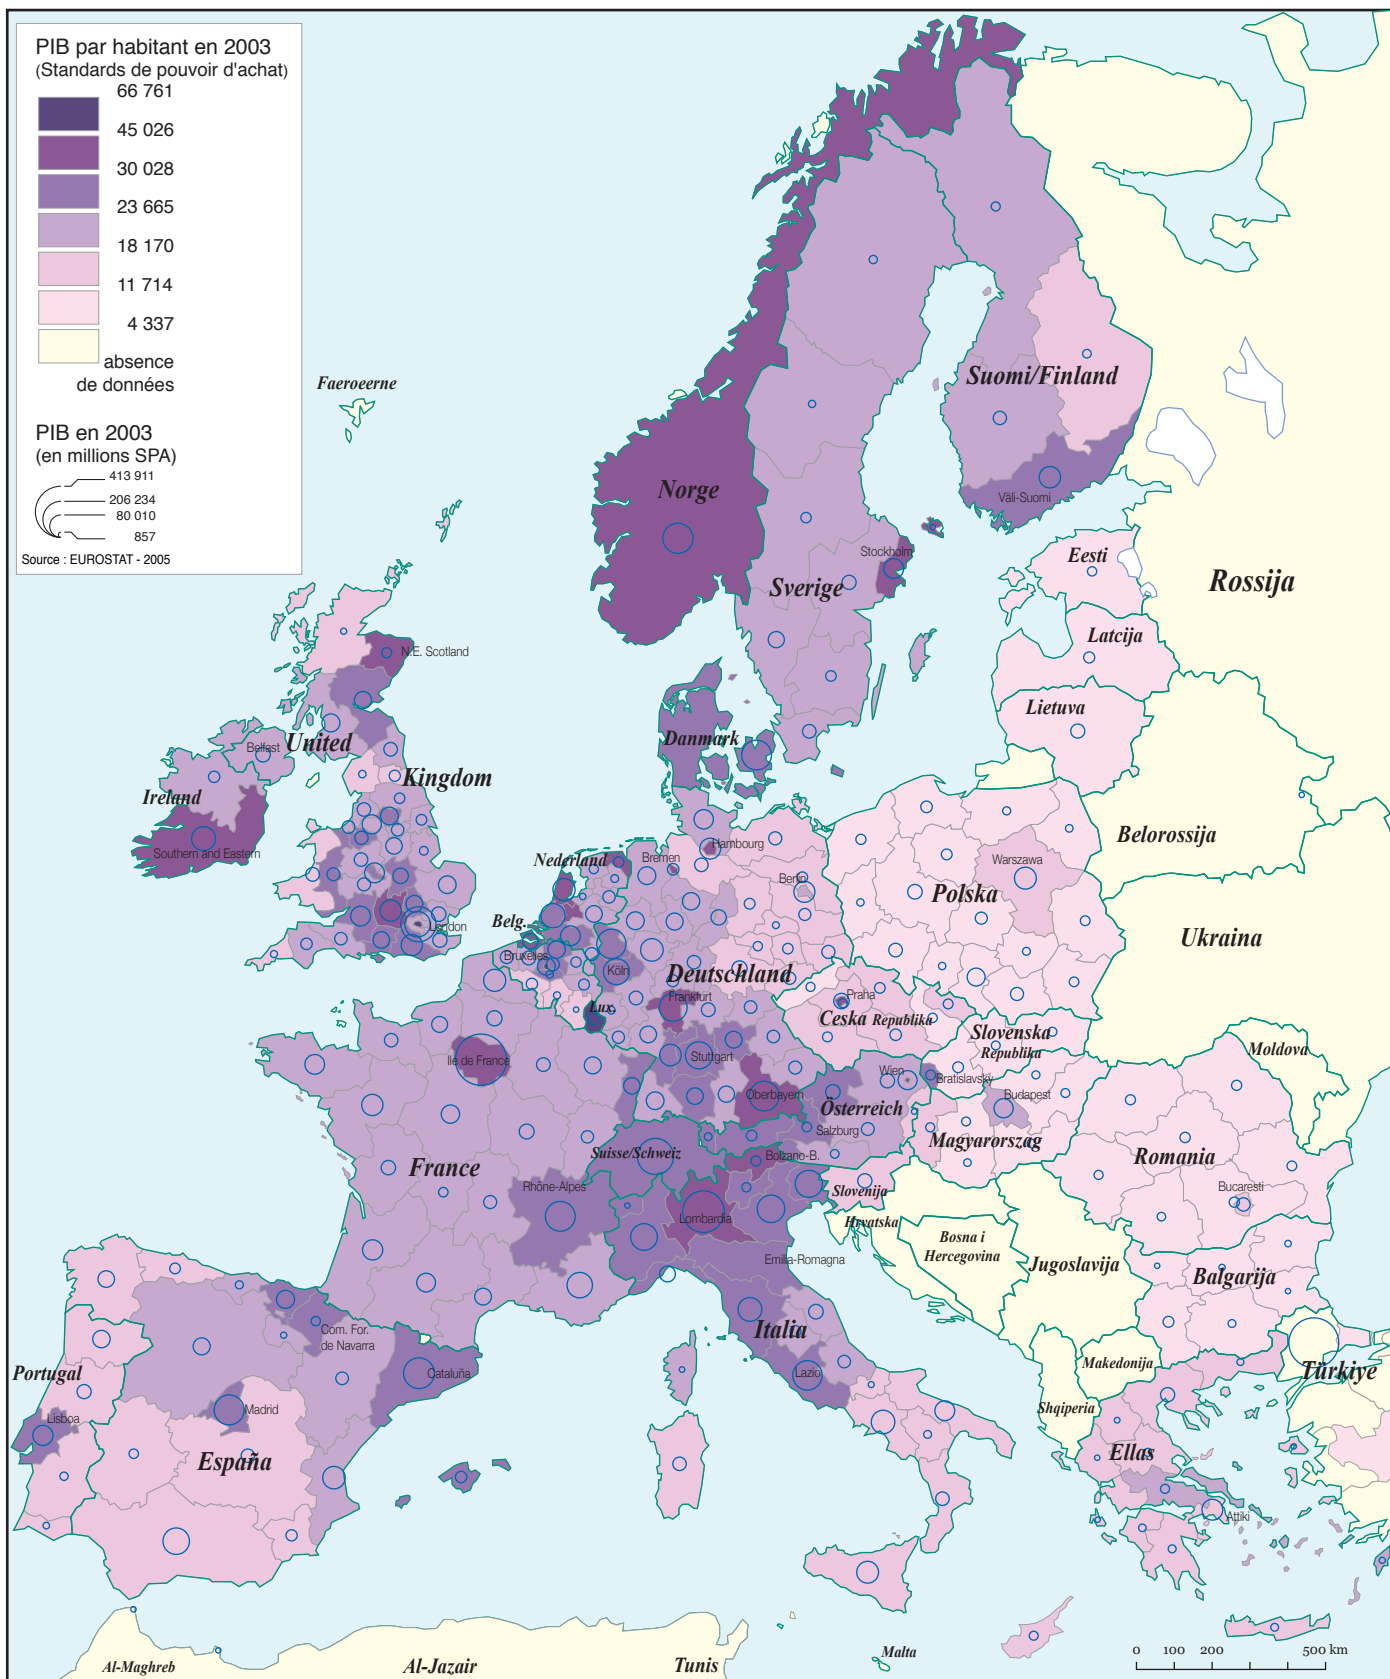 PIB par habitant en 2003
(Standards de pouvoir d'achat)
66 761
45 026
30 028
23 665
18 170
11 714
4 337
absence
de données
PIB en 2003
(en millions SPA)
413 911
206 234
80 010
857
Source : EUROSTAT - 2005
Faeroeerne
Suomi/Finland
Norge
Väli-Suomi
Stockholm
Eesti
Sverige
Rossija
Latcija
N.E. Scotland
Lietuva
Danmark
United
Belfast
Kingdom
Ireland
Belorossija
Southern and Eastern
Hambourg
Nederland
Bremen
Warszawa
Berlin
Polska
Belg.
London
Ukraina
Bruxelles
Köln
Deutschland
Praha
Lux.
Frankfurt
Ceska Republika
Slovenska
Republika
Moldova
Ile de France
Stuttgart
Wien
Bratislavsky
Oberbayern
Budapest
Österreich
Salzburg
Magyarorszag
Suisse/Schweiz
Bolzano-B.
Romania
France
Rhône-Alpes
Slovenija
Bucaresti
Lombardia
Hrvatska
Bosna i
Hercegovina
Emilia-Romagna
Jugoslavija
Balgarija
Com. For.
de Navarra
Italia
Portugal
Cataluña
Makedonija
Türkiye
Lazio
Lisboa
Madrid
Shqiperia
España
Ellas
Attiki
Malta
0 100 200 500 km
Al-Maghreb
Al-Jazair
Tunis